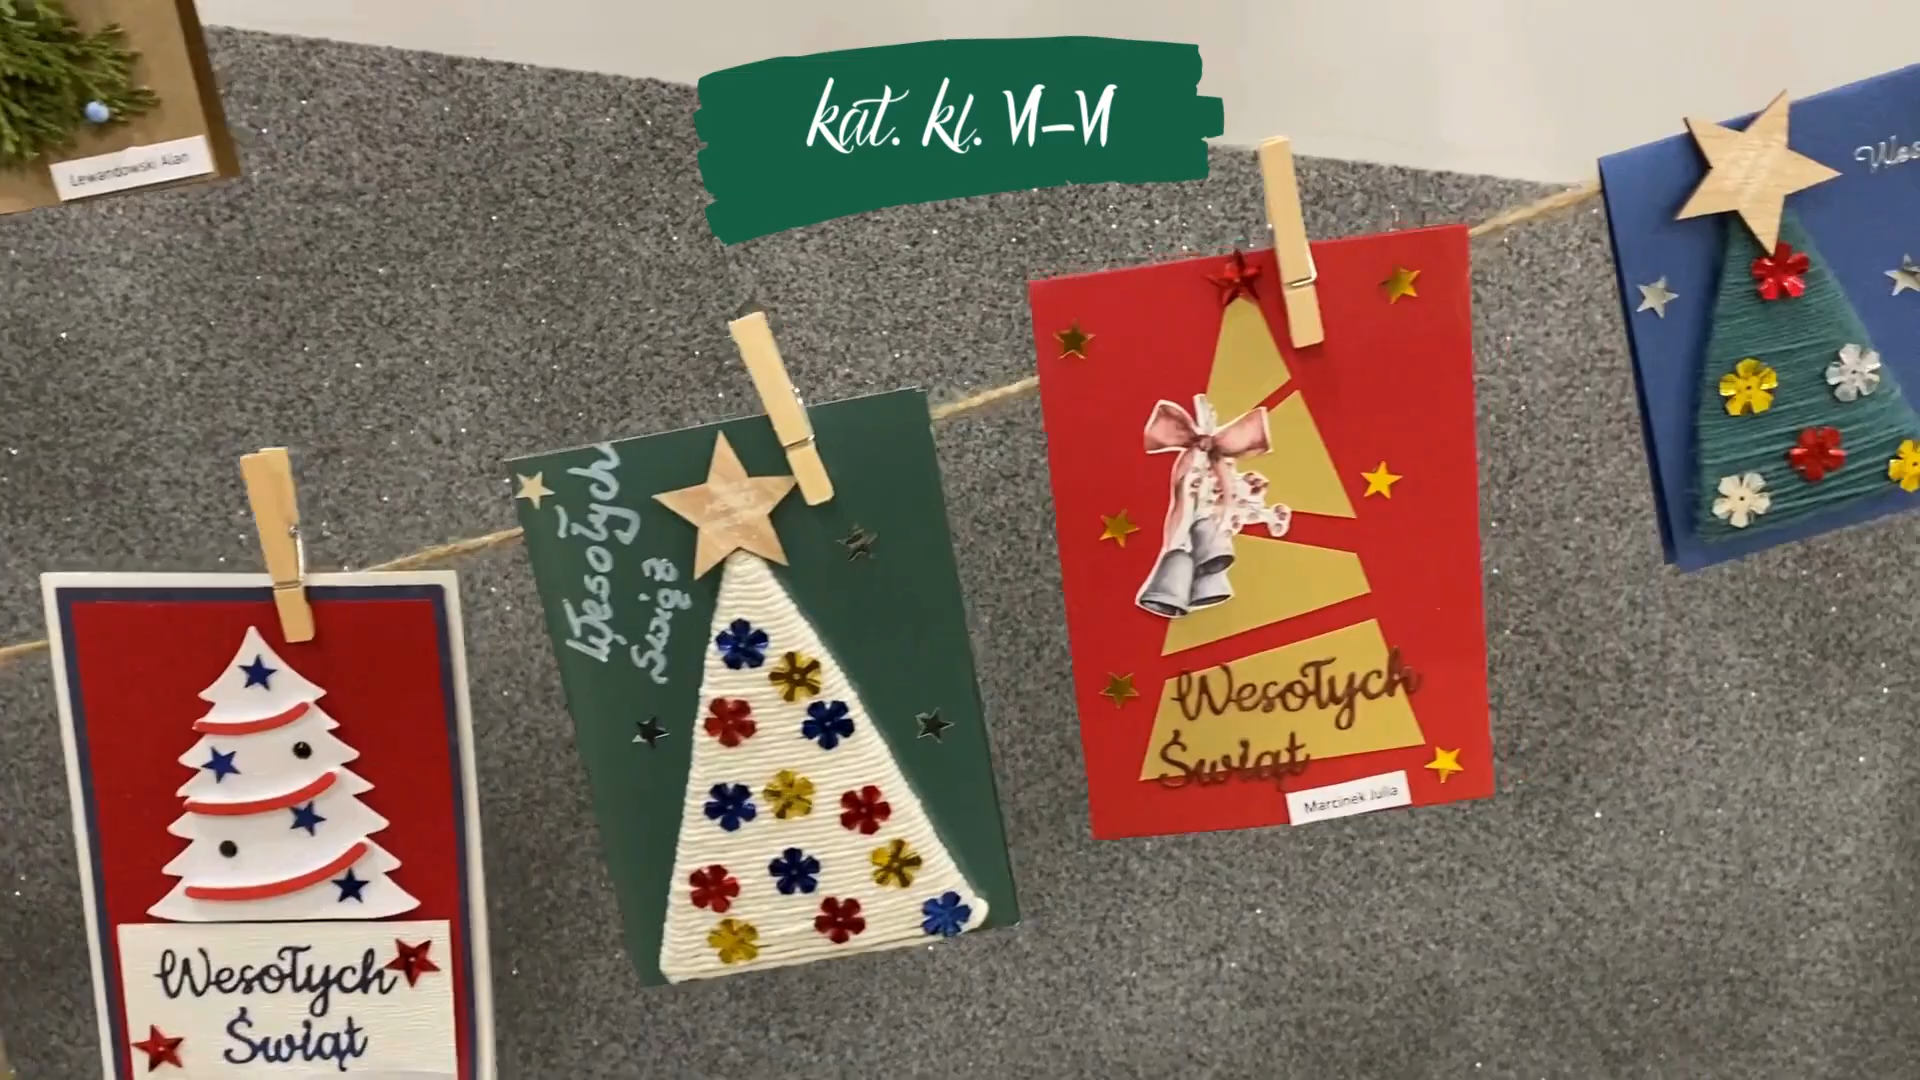 kat. kl. VI–VI
Lewandowski Alan
Wesołych
Świąt
Wesołych
Świąt
Wesołych
Świąt
Marcinek Julia